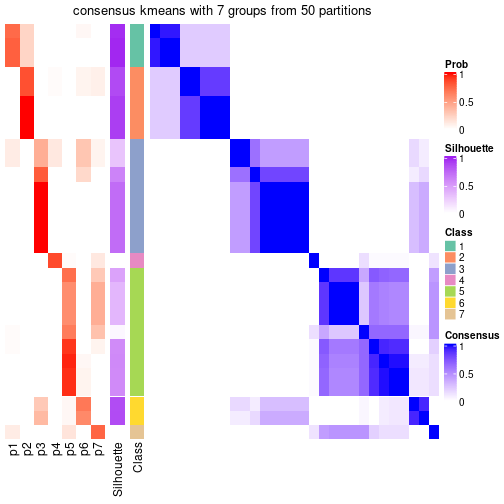 consensus kmeans with 7 groups from 50 partitions
Prob
1
0.5
0
Silhouette
1
0.5
0
Class
1
2
3
4
5
6
7
Consensus
1
0.5
0
p1
p2
p3
p4
p5
p6
p7
Silhouette
Class